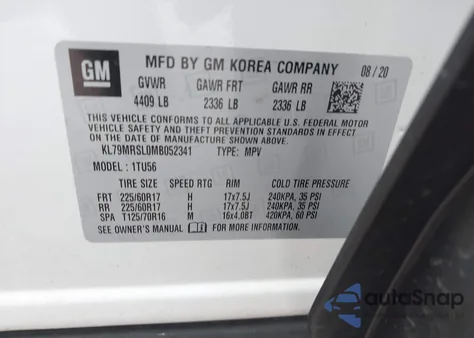 GM
MFD BY GM KOREA COMPANY 08/20
GVWR GAWR FRT GAWR RR
4409 LB 2336 LB 2336 LB
THIS VEHICLE CONFORMS TO ALL APPLICABLE U.S. FEDERAL MOTOR
VEHICLE SAFETY, BUMPER, AND THEFT PREVENTION STANDARDS IN EFFECT
ON THE DATE OF MANUFACTURE SHOWN ABOVE.
KL79MRSL0MB052341 TYPE: MPV
MODEL: 1TU56
TIRE SIZE SPEED RTG RIM COLD TIRE PRESSURE
FRT 225/60R17 H 17x7.5J 240KPA, 35 PSI
RR 225/60R17 H 17x7.5J 240KPA, 35 PSI
SPA T125/70R16 M 16x4.0BT 420KPA, 60 PSI
SEE OWNER'S MANUAL FOR MORE INFORMATION
autoSnap